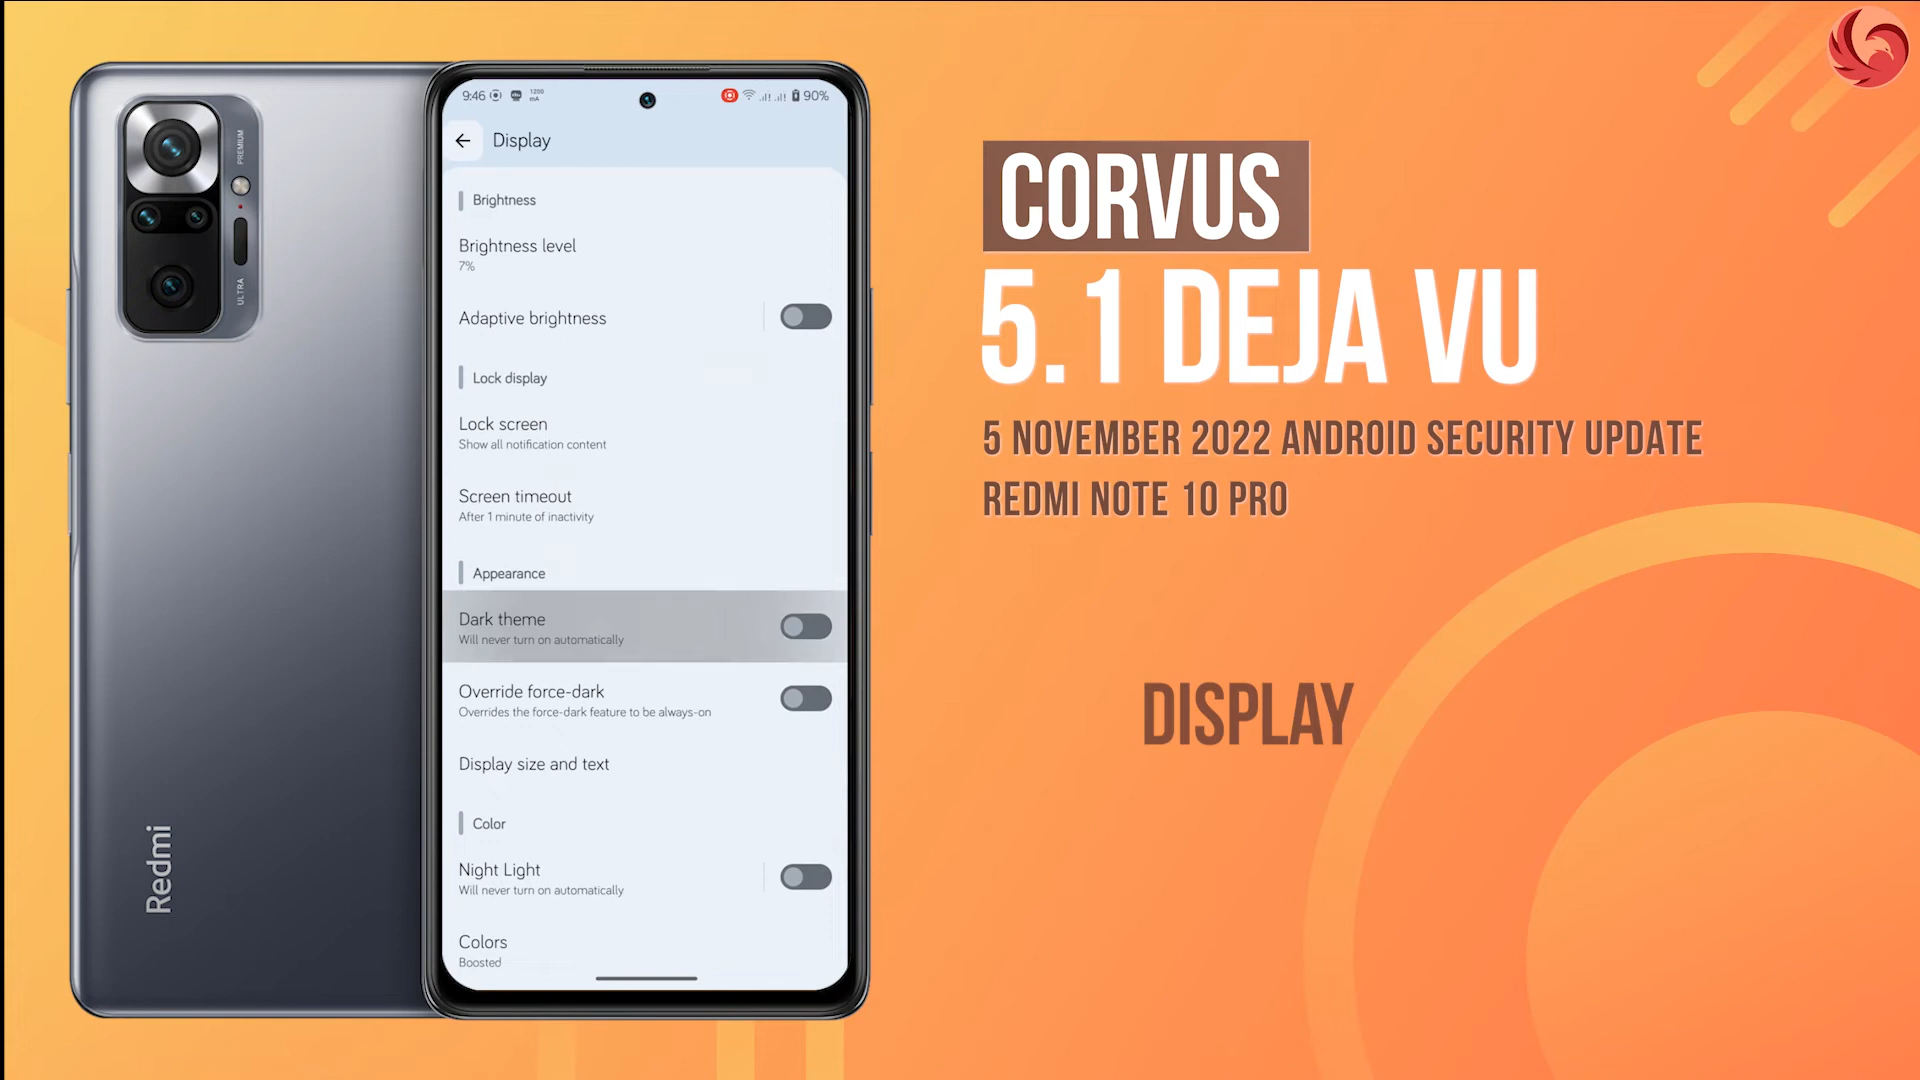 PREMIUM
ULTRA
Redmi
9:46
1200
mA
90%
Display
Brightness
Brightness level
7%
Adaptive brightness
Lock display
Lock screen
Show all notification content
Screen timeout
After 1 minute of inactivity
Appearance
Dark theme
Will never turn on automatically
Override force-dark
Overrides the force-dark feature to be always-on
Display size and text
Color
Night Light
Will never turn on automatically
Colors
Boosted
CORVUS
5.1 DEJA VU
5 NOVEMBER 2022 ANDROID SECURITY UPDATE
REDMI NOTE 10 PRO
DISPLAY